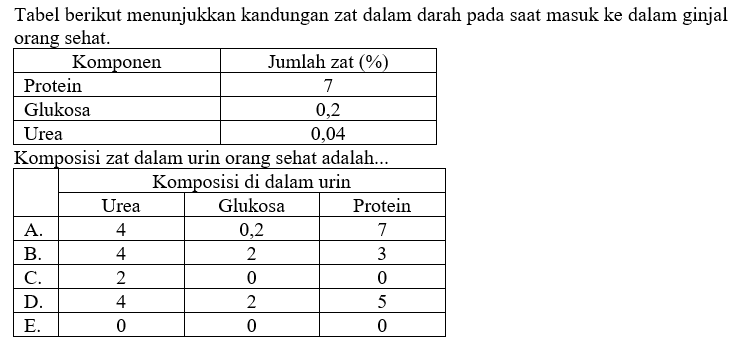 Tabel berikut menunjukkan kandungan zat dalam darah pada saat masuk ke dalam ginjal
orang sehat.
Komponen Jumlah zat (%)
Protein 7
Glukosa 0,2
Urea 0,04
Komposisi zat dalam urin orang sehat adalah...
Komposisi di dalam urin
Urea Glukosa Protein
A. 4 0,2 7
B. 4 2 3
C. 2 0 0
D. 4 2 5
E. 0 0 0